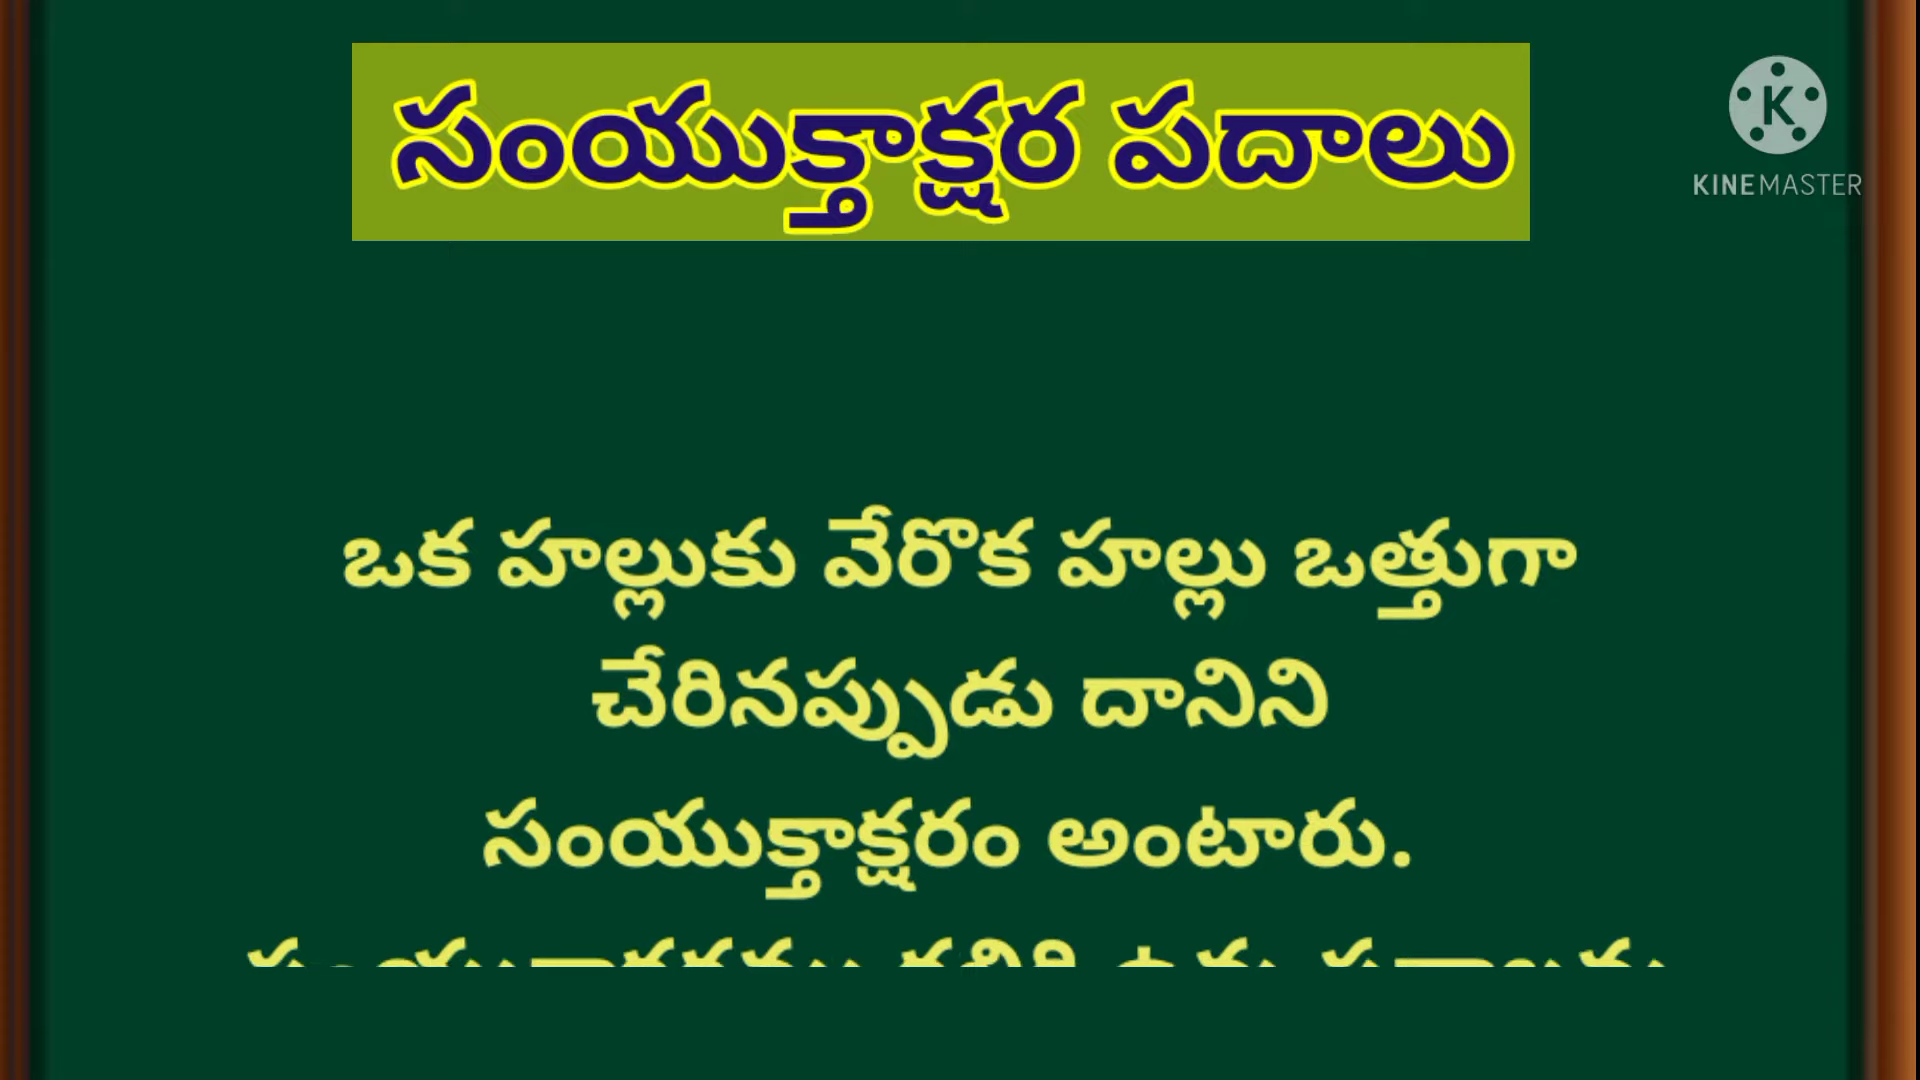 సంయుక్తాక్షర పదాలు
KINEMASTER
ఒక హల్లుకు వేరొక హల్లు ఒత్తుగా
చేరినప్పుడు దానిని
సంయుక్తాక్షరం అంటారు.